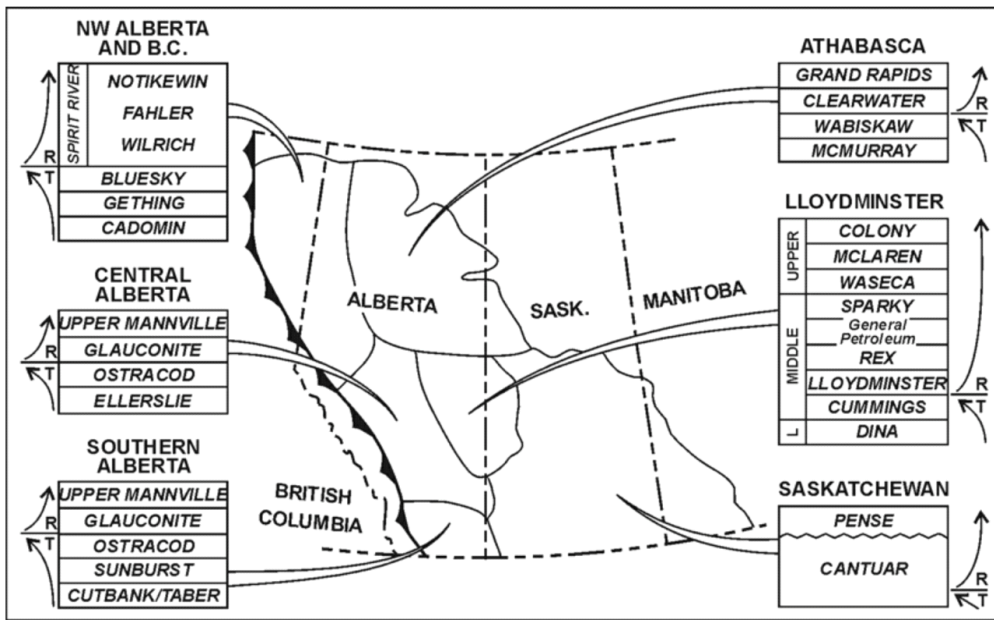 NW ALBERTA
AND B.C.
SPIRIT RIVER
NOTIKEWIN
FAHLER
WILRICH
R
T
BLUESKY
GETHING
CADOMIN
CENTRAL
ALBERTA
UPPER MANNVILLE
GLAUCONITE
R
T
OSTRACOD
ELLERSLIE
SOUTHERN
ALBERTA
UPPER MANNVILLE
GLAUCONITE
R
T
OSTRACOD
SUNBURST
CUTBANK/TABER
ALBERTA
SASK.
MANITOBA
BRITISH
COLUMBIA
ATHABASCA
GRAND RAPIDS
CLEARWATER
R
T
WABISKAW
MCMURRAY
LLOYDMINSTER
UPPER
COLONY
MCLAREN
WASECA
MIDDLE
SPARKY
General
Petroleum
REX
LLOYDMINSTER
R
T
CUMMINGS
L
DINA
SASKATCHEWAN
PENSE
CANTUAR
R
T